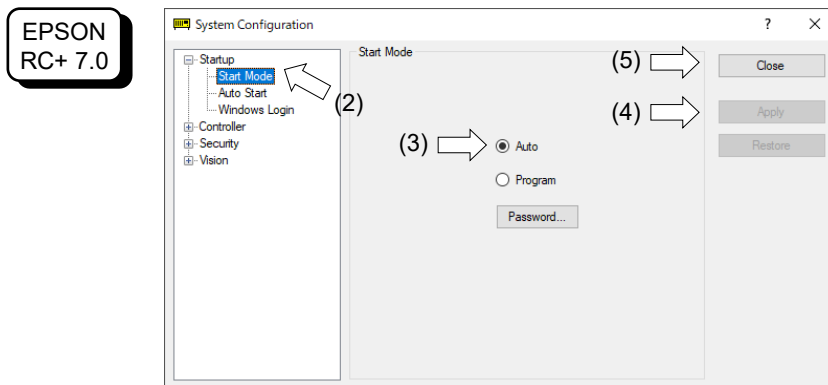 EPSON
RC+ 7.0
System Configuration
?
Startup
Start Mode
Auto Start
Windows Login
Controller
Security
Vision
(2)
Start Mode
(3)
Auto
Program
Password...
(5)
Close
(4)
Apply
Restore